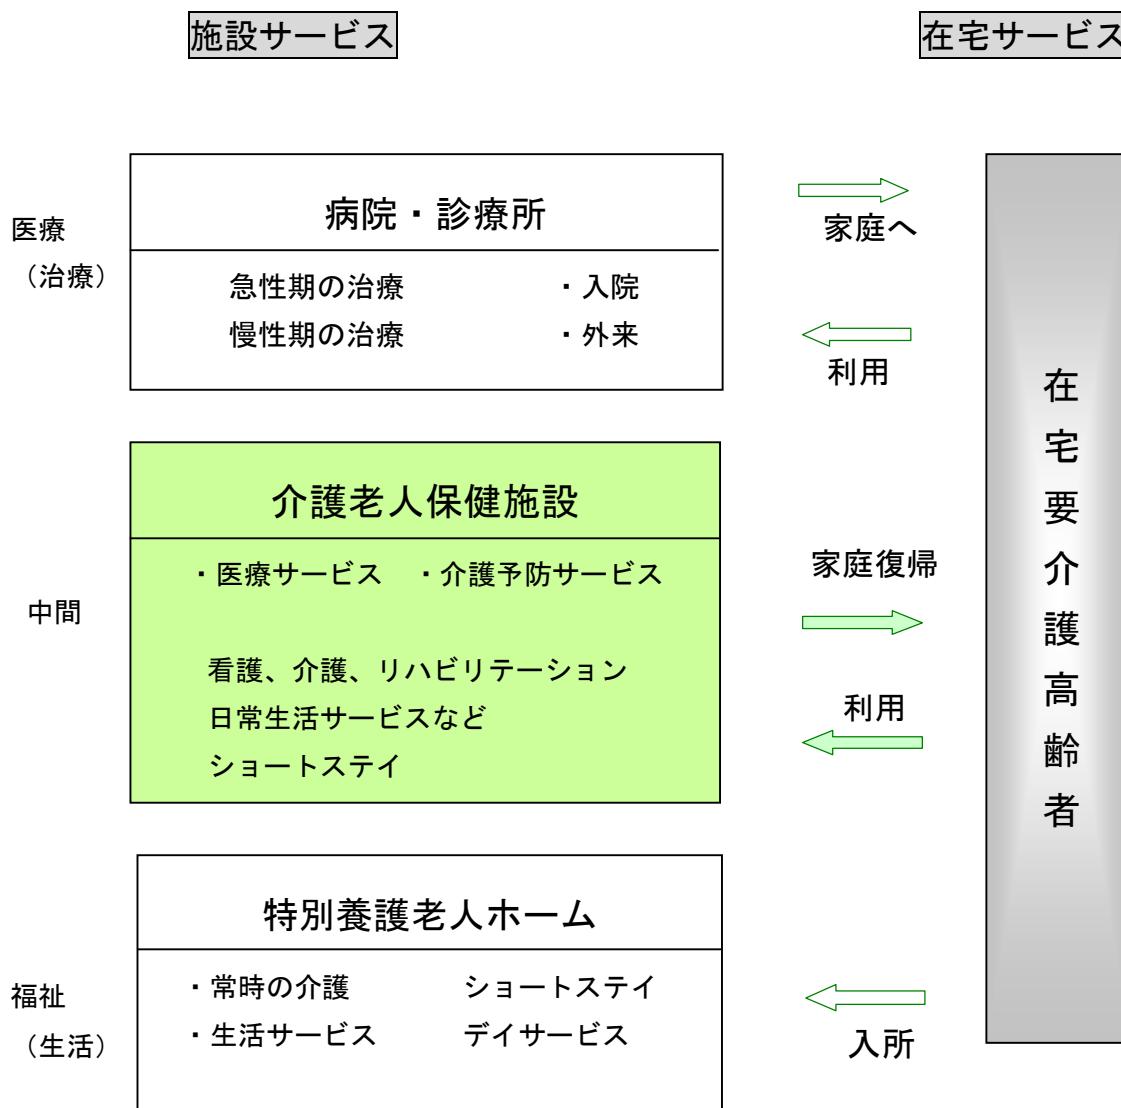 施設サービス
在宅サービス
医療
（治療）
病院・診療所
急性期の治療 ・入院
慢性期の治療 ・外来
家庭へ
利用
中間
介護老人保健施設
・医療サービス ・介護予防サービス
看護、介護、リハビリテーション
日常生活サービスなど
ショートステイ
家庭復帰
利用
福祉
（生活）
特別養護老人ホーム
・常時の介護 ショートステイ
・生活サービス デイサービス
入所
在宅要介護高齢者